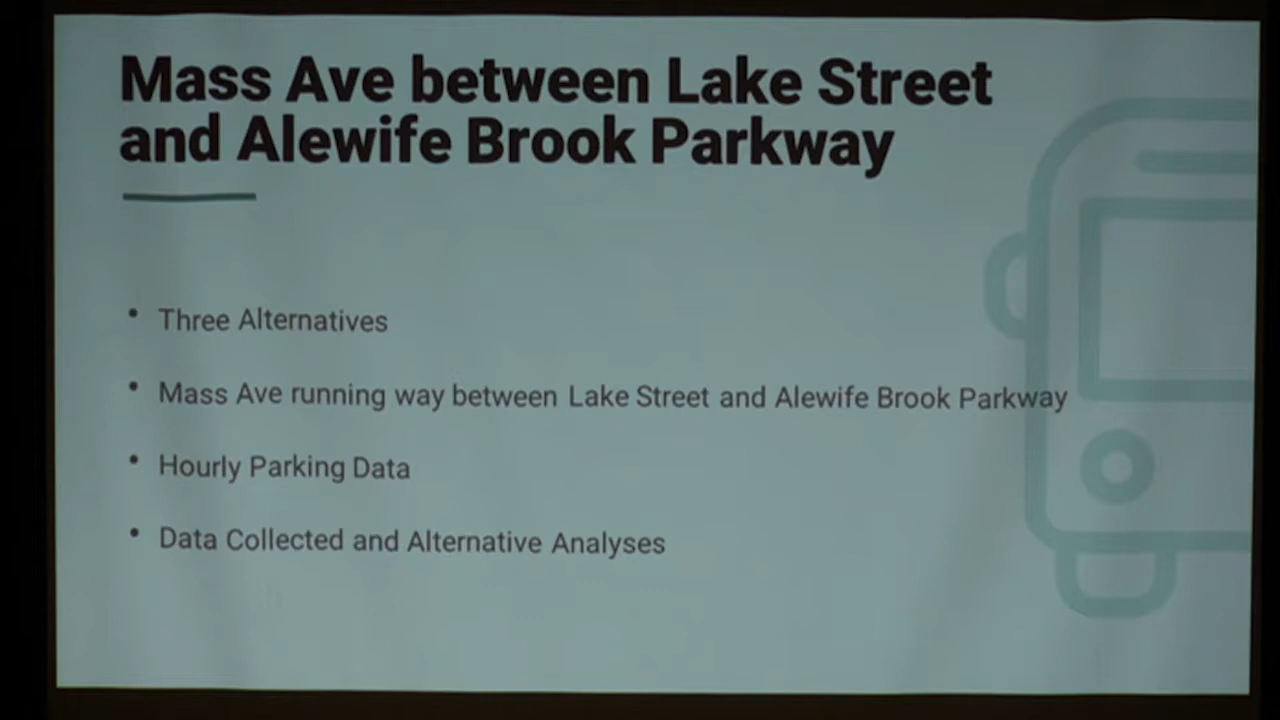 Mass Ave between Lake Street
and Alewife Brook Parkway
• Three Alternatives
• Mass Ave running way between Lake Street and Alewife Brook Parkway
• Hourly Parking Data
• Data Collected and Alternative Analyses